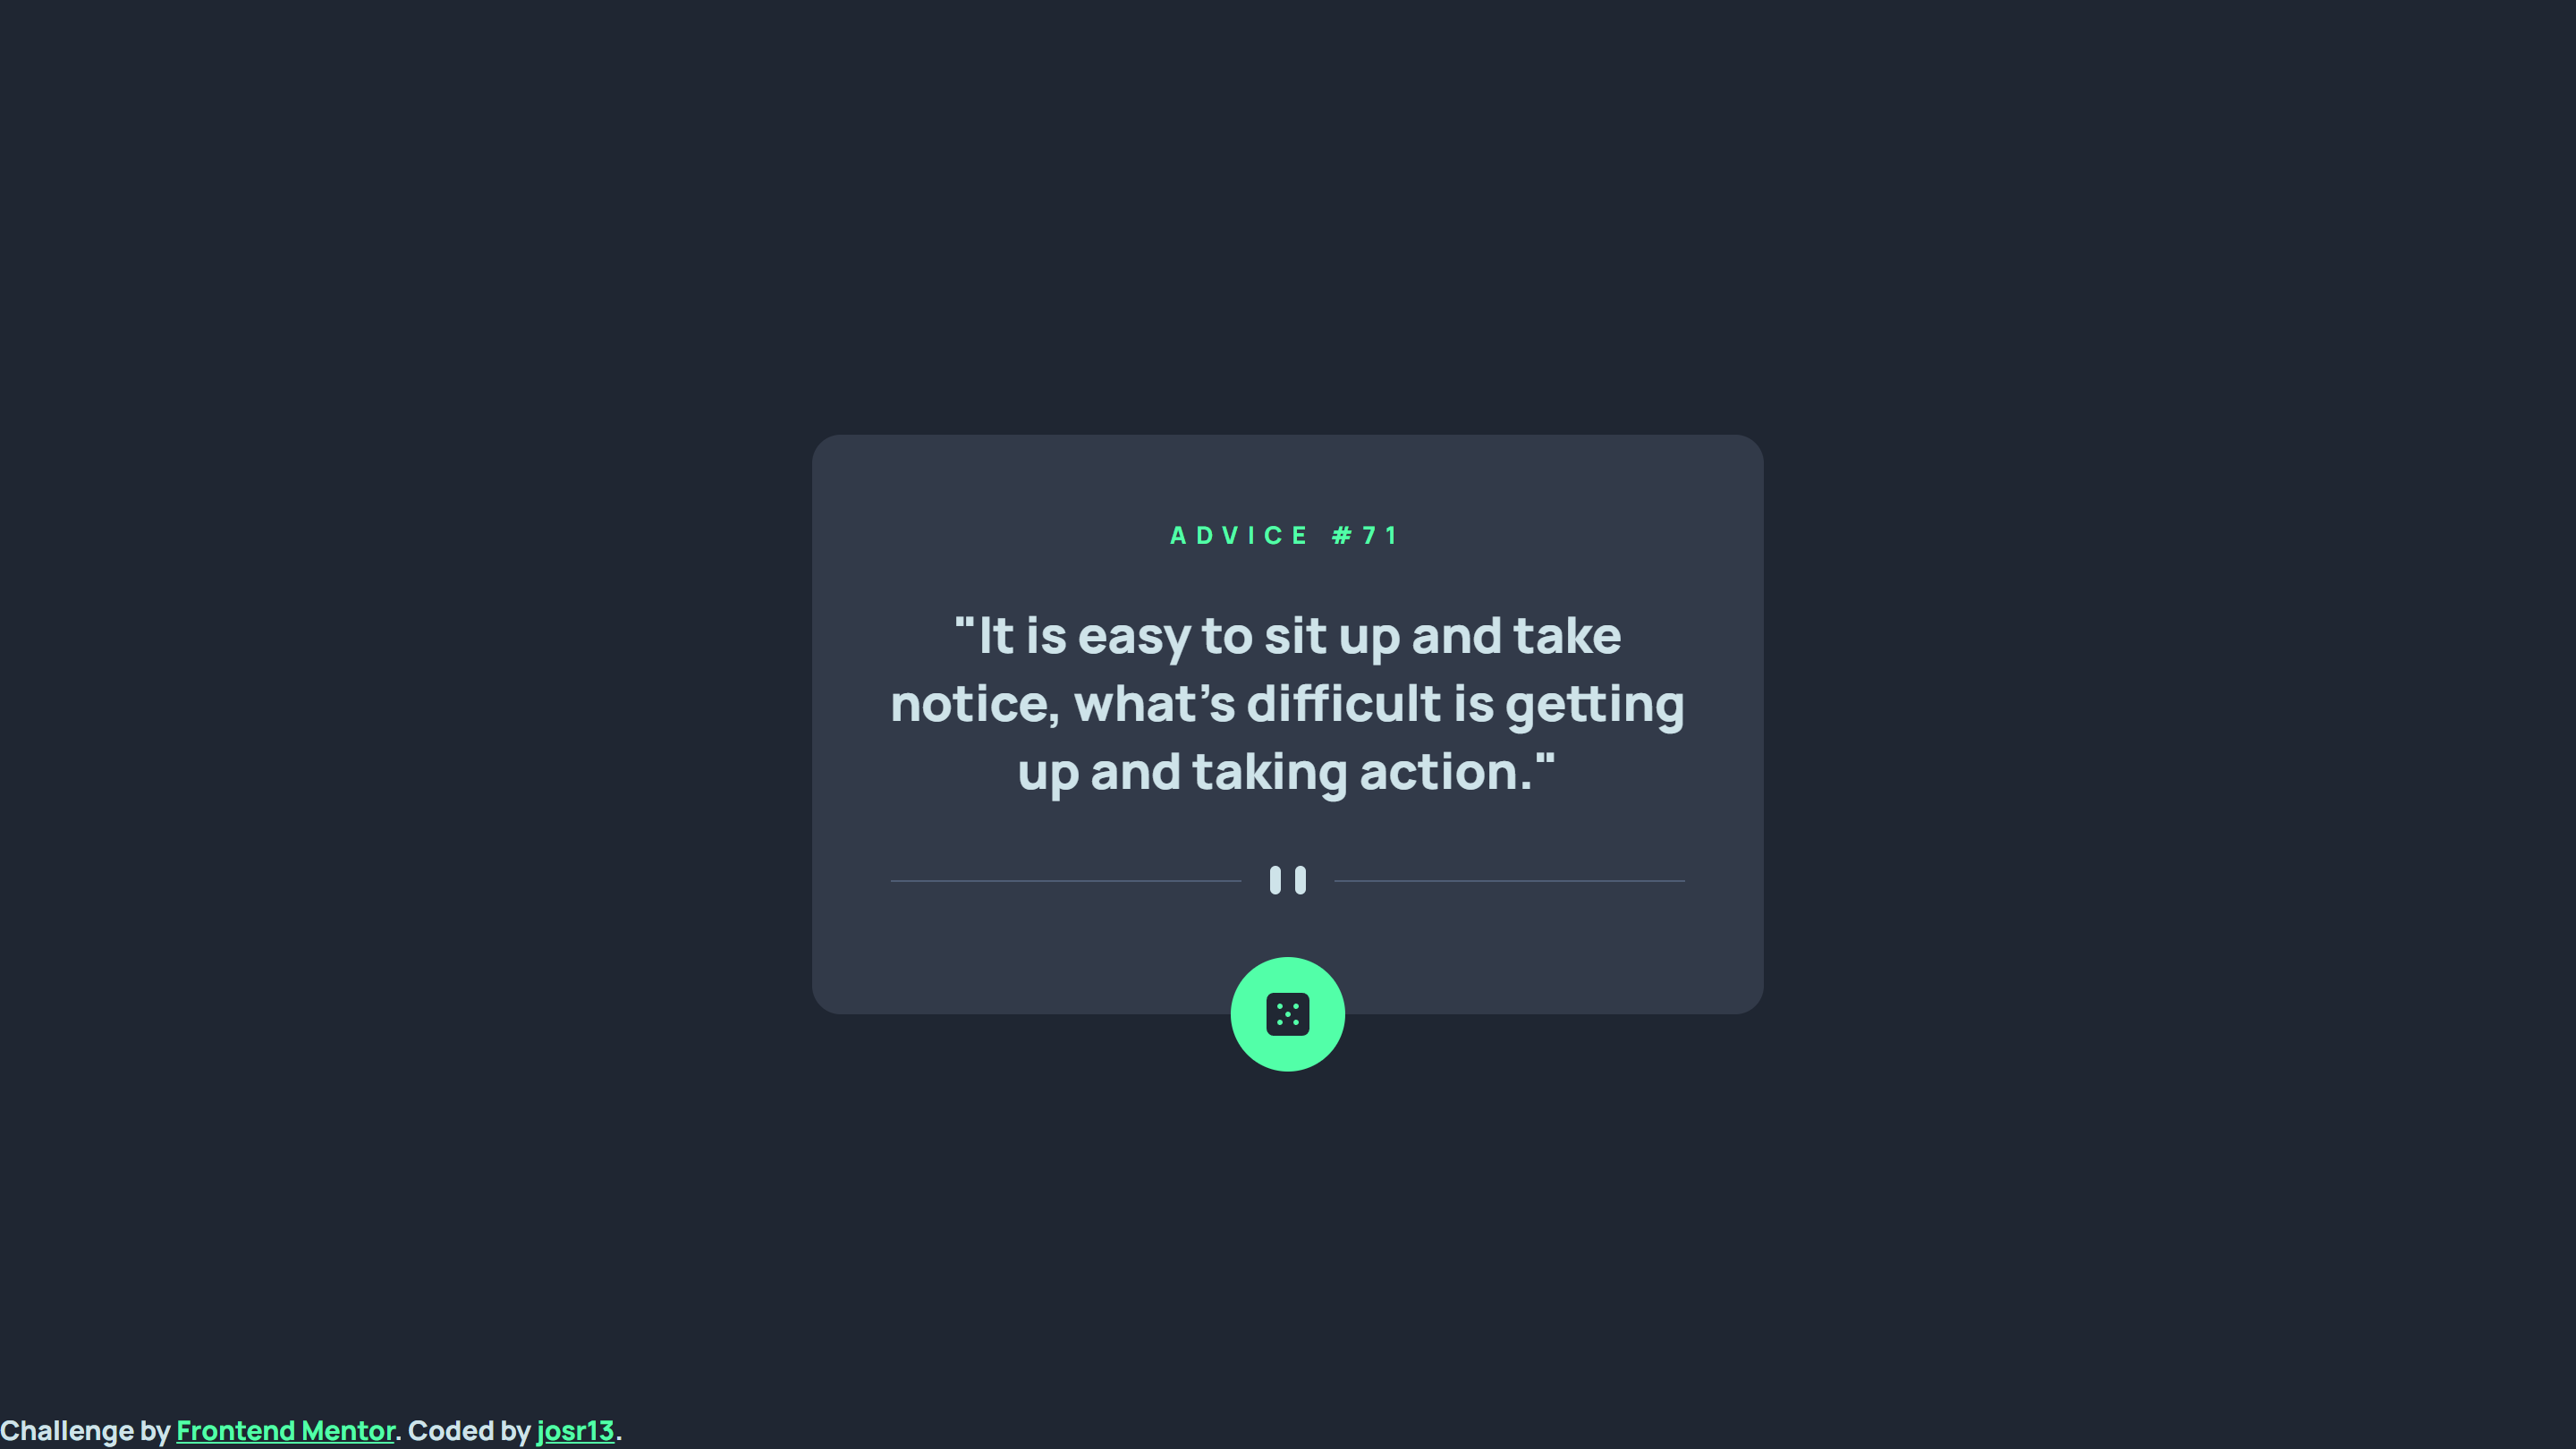 ADVICE #71
"It is easy to sit up and take
notice, what's difficult is getting
up and taking action."
Challenge by Frontend Mentor. Coded by josr13.